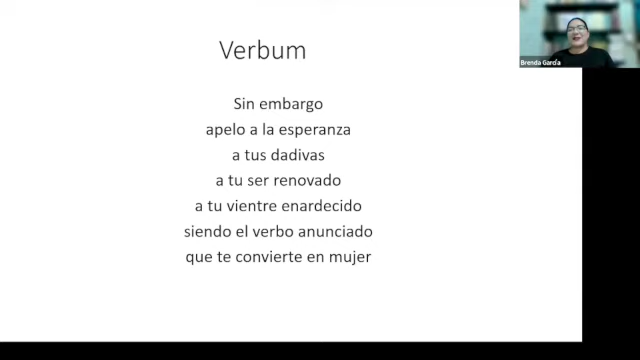 Verbum
Sin embargo
apelo a la esperanza
a tus dadivas
a tu ser renovado
a tu vientre enardecido
siendo el verbo anunciado
que te convierte en mujer
Brenda García